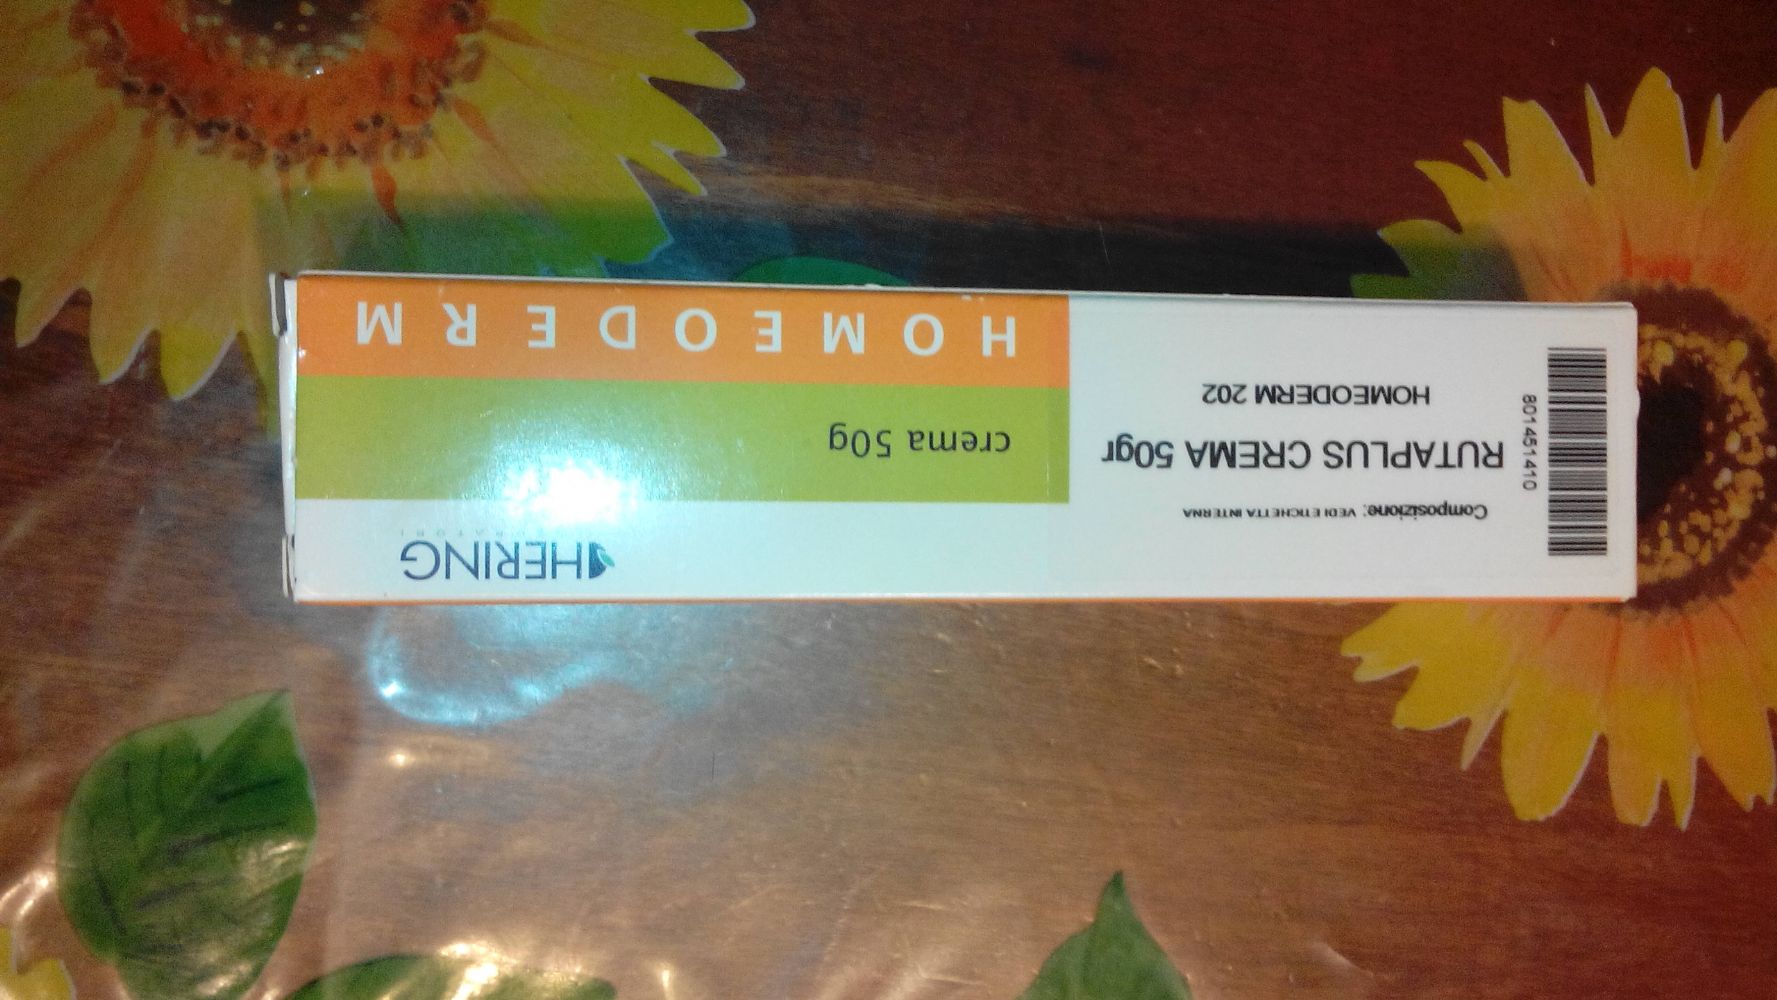 HOMEODERM
crema 50g
HERING
HOMEODERM 202
RUTAPLUS CREMA 50gr
Composizione: VEDI ETICHETTA INTERNA
801451410